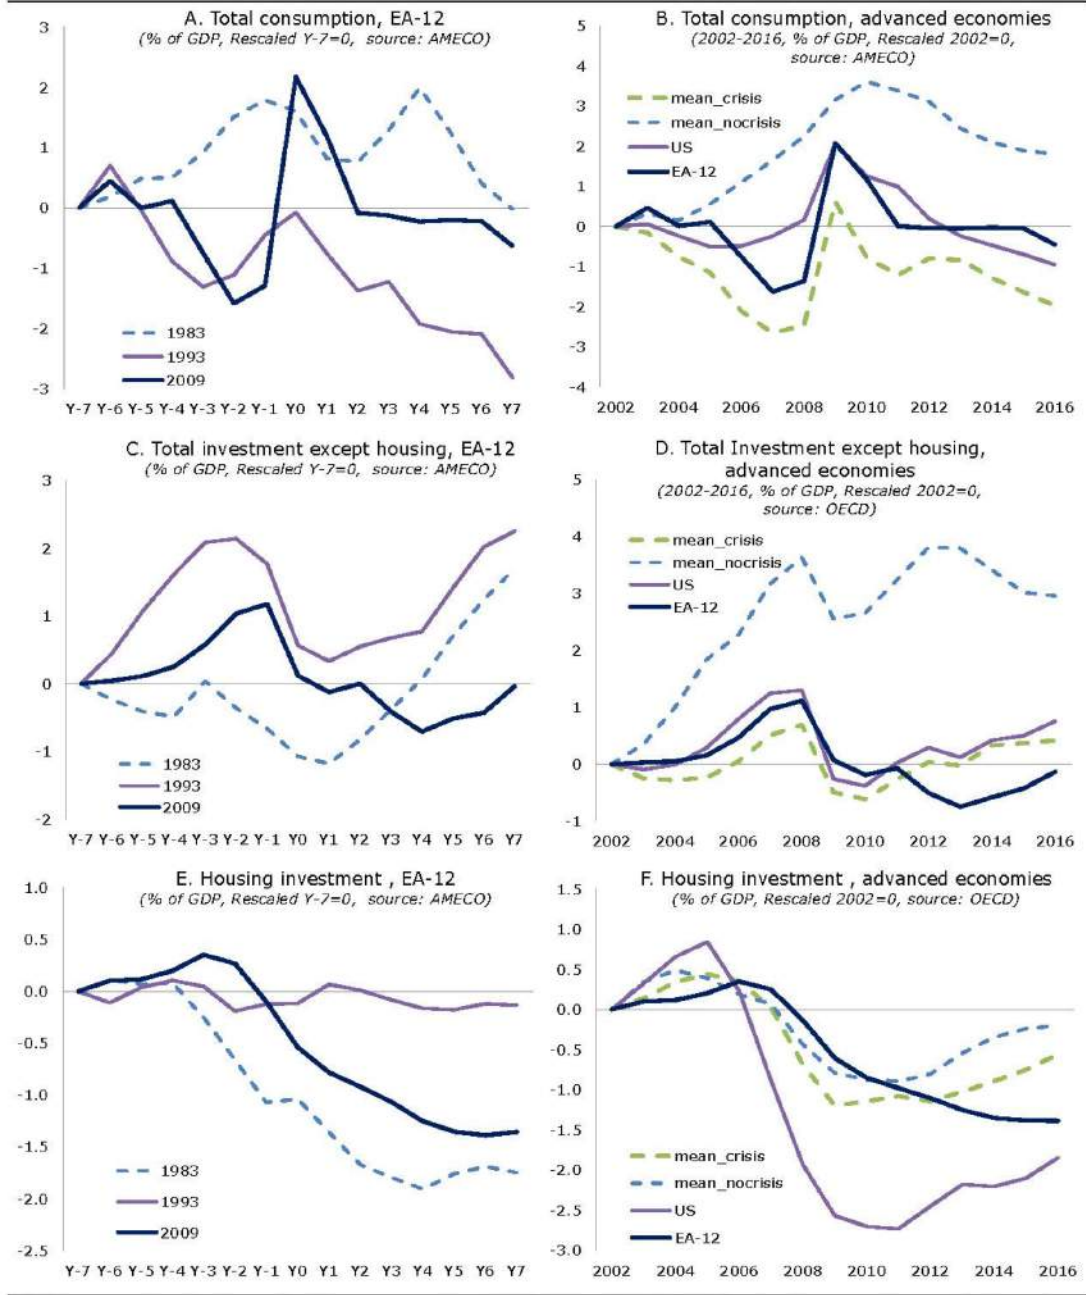 A. Total consumption, EA-12
(% of GDP, Rescaled Y-7=0, source: AMECO)
3
2
1
0
-1
-2
-3
1983
1993
2009
Y-7 Y-6 Y-5 Y-4 Y-3 Y-2 Y-1 Y0 Y1 Y2 Y3 Y4 Y5 Y6 Y7
B. Total consumption, advanced economies
(2002-2016, % of GDP, Rescaled 2002=0,
source: AMECO)
5
4
3
2
1
0
-1
-2
-3
-4
mean_crisis
mean_nocrisis
US
EA-12
2002 2004 2006 2008 2010 2012 2014 2016
C. Total investment except housing, EA-12
(% of GDP, Rescaled Y-7=0, source: AMECO)
3
2
1
0
-1
-2
1983
1993
2009
Y-7 Y-6 Y-5 Y-4 Y-3 Y-2 Y-1 Y0 Y1 Y2 Y3 Y4 Y5 Y6 Y7
D. Total Investment except housing,
advanced economies
(2002-2016, % of GDP, Rescaled 2002=0,
source: OECD)
5
4
3
2
1
0
-1
mean_crisis
mean_nocrisis
US
EA-12
2002 2004 2006 2008 2010 2012 2014 2016
E. Housing investment , EA-12
(% of GDP, Rescaled Y-7=0, source: AMECO)
1.0
0.5
0.0
-0.5
-1.0
-1.5
-2.0
-2.5
1983
1993
2009
Y-7 Y-6 Y-5 Y-4 Y-3 Y-2 Y-1 Y0 Y1 Y2 Y3 Y4 Y5 Y6 Y7
F. Housing investment , advanced economies
(% of GDP, Rescaled 2002=0, source: OECD)
1.5
1.0
0.5
0.0
-0.5
-1.0
-1.5
-2.0
-2.5
-3.0
mean_crisis
mean_nocrisis
US
EA-12
2002 2004 2006 2008 2010 2012 2014 2016